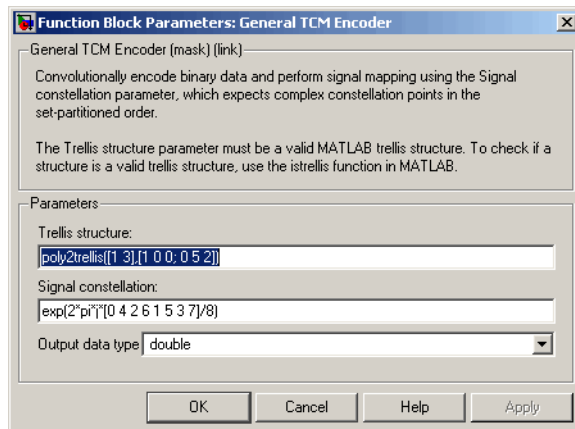 Function Block Parameters: General TCM Encoder
General TCM Encoder (mask) (link)
Convolutionally encode binary data and perform signal mapping using the Signal
constellation parameter, which expects complex constellation points in the
set-partitioned order.
The Trellis structure parameter must be a valid MATLAB trellis structure. To check if a
structure is a valid trellis structure, use the istrellis function in MATLAB.
Parameters
Trellis structure:
poly2trellis([1 3],[1 0 0; 0 5 2])
Signal constellation:
exp(2*pi*j*[0 4 2 6 1 5 3 7]/8)
Output data type double
OK Cancel Help Apply